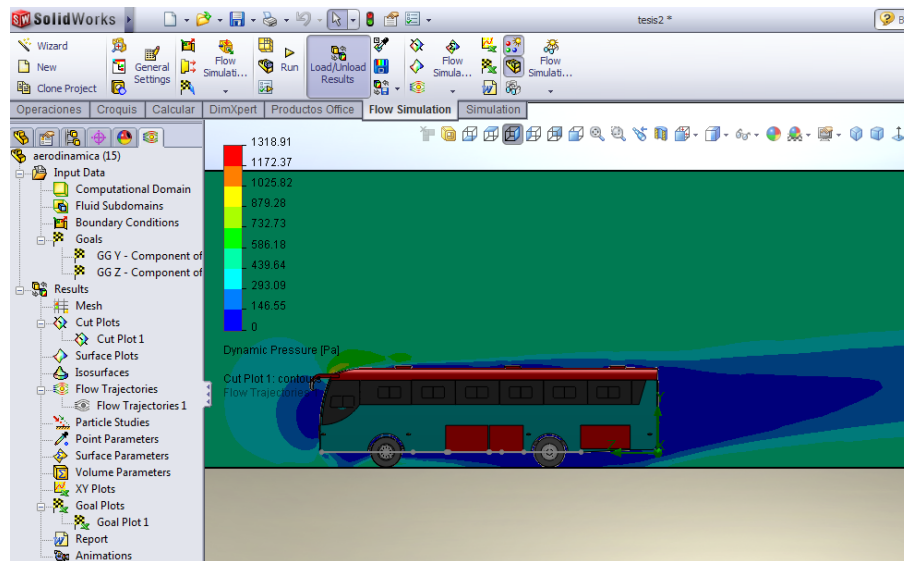 SolidWorks
tesis2 *
B
Wizard
New
Clone Project
General Settings
Flow Simulati...
Run
Load/Unload Results
Flow Simula...
Flow Simulati...
Operaciones
Croquis
Calcular
DimXpert
Productos Office
Flow Simulation
Simulation
aerodinamica (15)
Input Data
Computational Domain
Fluid Subdomains
Boundary Conditions
Goals
GG Y - Component of
GG Z - Component of
Results
Mesh
Cut Plots
Cut Plot 1
Surface Plots
Isosurfaces
Flow Trajectories
Flow Trajectories 1
Particle Studies
Point Parameters
Surface Parameters
Volume Parameters
XY Plots
Goal Plots
Goal Plot 1
Report
Animations
1318.91
1172.37
1025.82
879.28
732.73
586.18
439.64
293.09
146.55
0
Dynamic Pressure [Pa]
Cut Plot 1: contours
Flow Trajectories